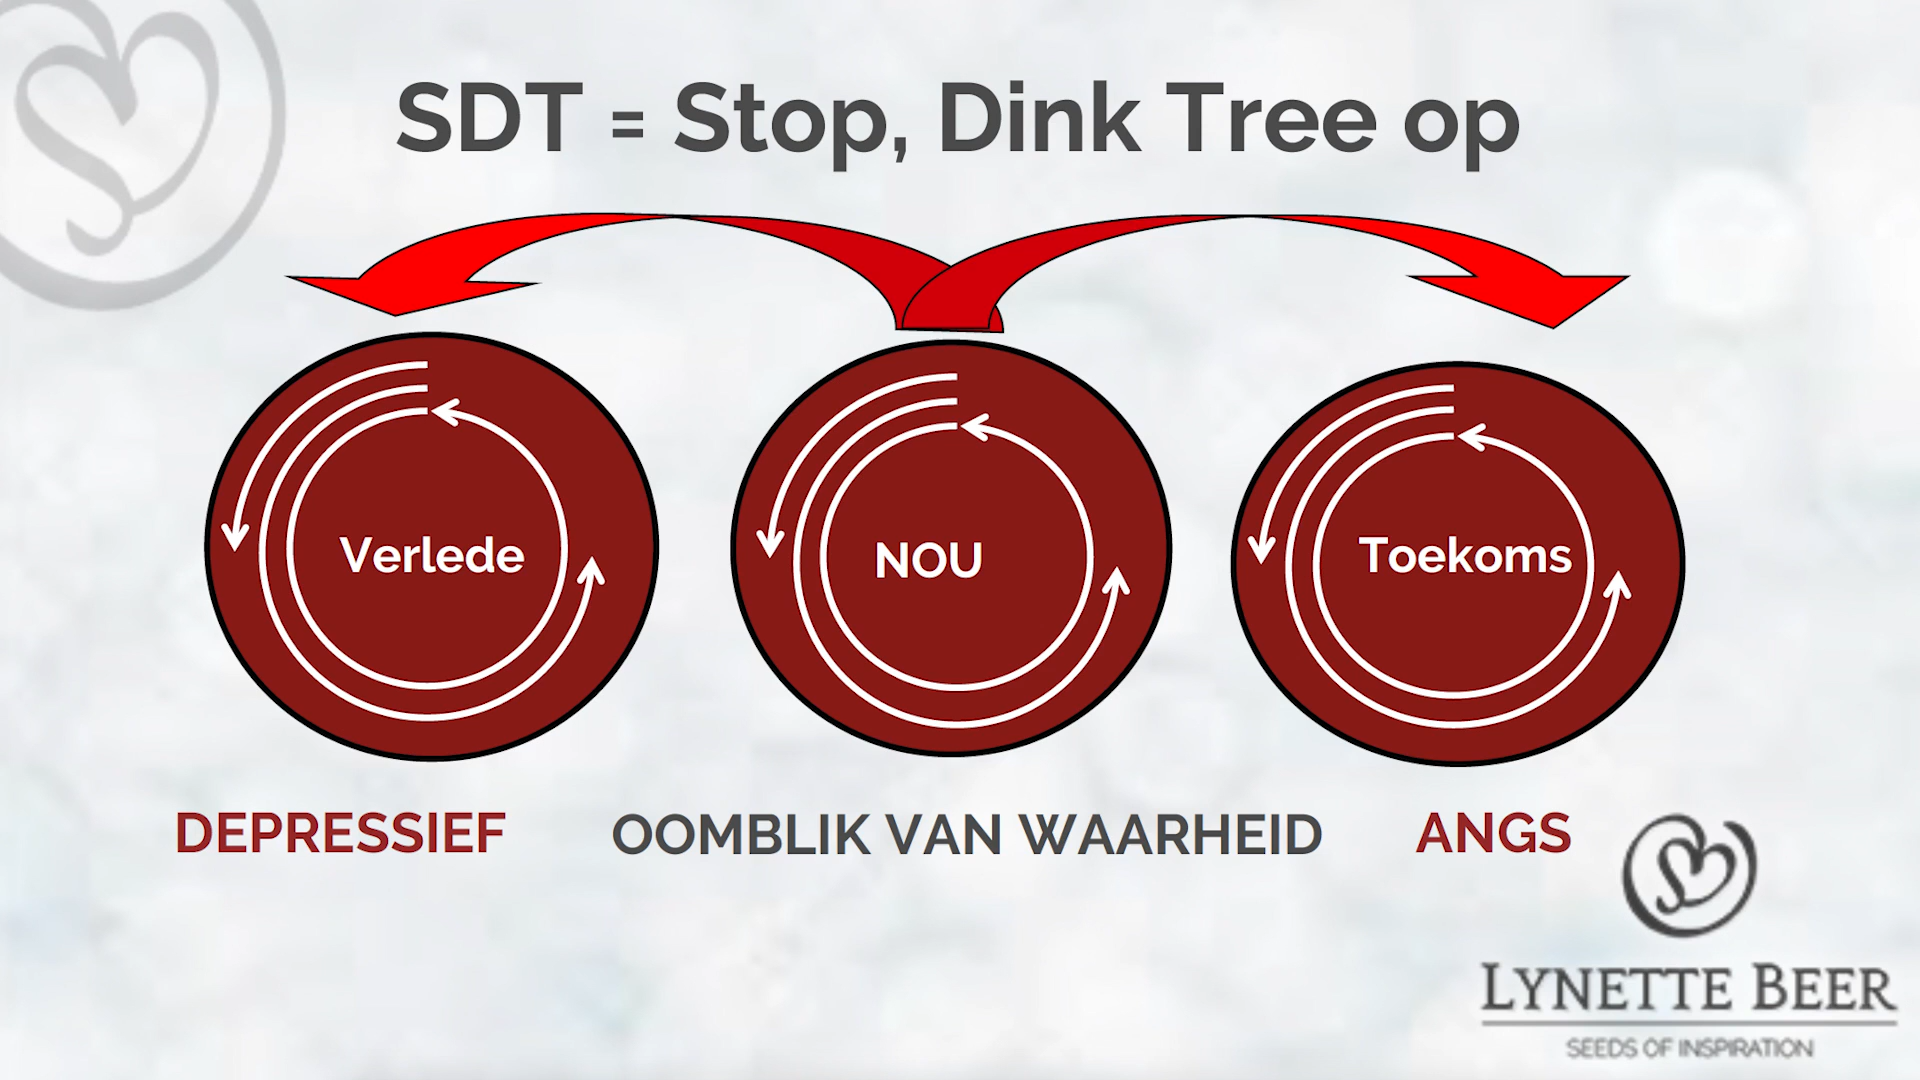 SDT = Stop, Dink Tree op
Verlede
NOU
Toekoms
DEPRESSIEF
OOMBLIK VAN WAARHEID
ANGS
LYNETTE BEER
SEEDS OF INSPIRATION